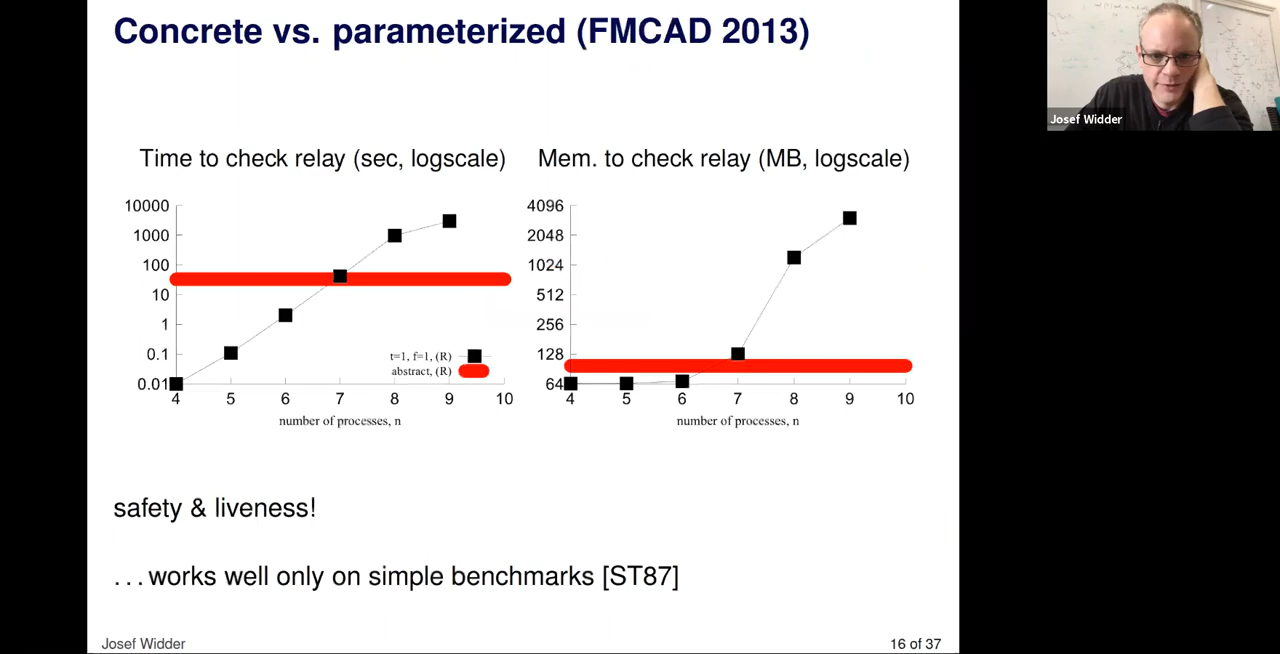 Concrete vs. parameterized (FMCAD 2013)
Josef Widder
Time to check relay (sec, logscale)
10000
1000
100
10
1
0.1
0.01
4 5 6 7 8 9 10
number of processes, n
t=1, f=1, (R)
abstract, (R)
Mem. to check relay (MB, logscale)
4096
2048
1024
512
256
128
64
4 5 6 7 8 9 10
number of processes, n
safety & liveness!
...works well only on simple benchmarks [ST87]
Josef Widder
16 of 37